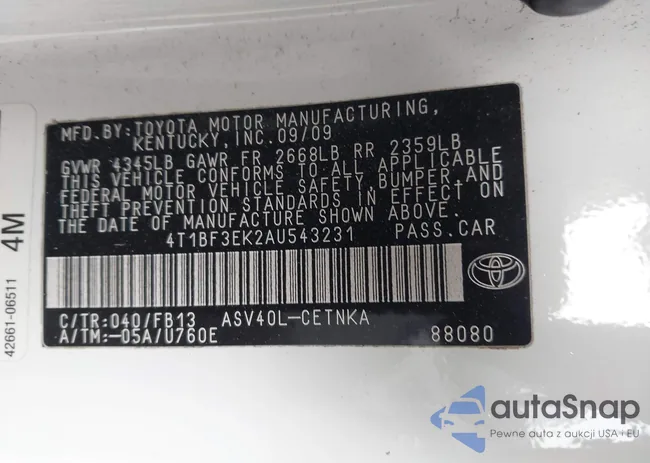 MFD.BY:TOYOTA MOTOR MANUFACTURING,
KENTUCKY,INC.09/09
GVWR 4345LB GAWR FR 2668LB RR 2359LB
THIS VEHICLE CONFORMS TO ALL APPLICABLE
FEDERAL MOTOR VEHICLE SAFETY,BUMPER AND
THEFT PREVENTION STANDARDS IN EFFECT ON
THE DATE OF MANUFACTURE SHOWN ABOVE.
4T1BF3EK2AU543231 PASS.CAR
C/TR:040/FB13 ASV40L-CETNKA
A/TM:-05A/U760E 88080
4M
42661-06511
autoSnap
Pewne auta z aukcji USA i EU